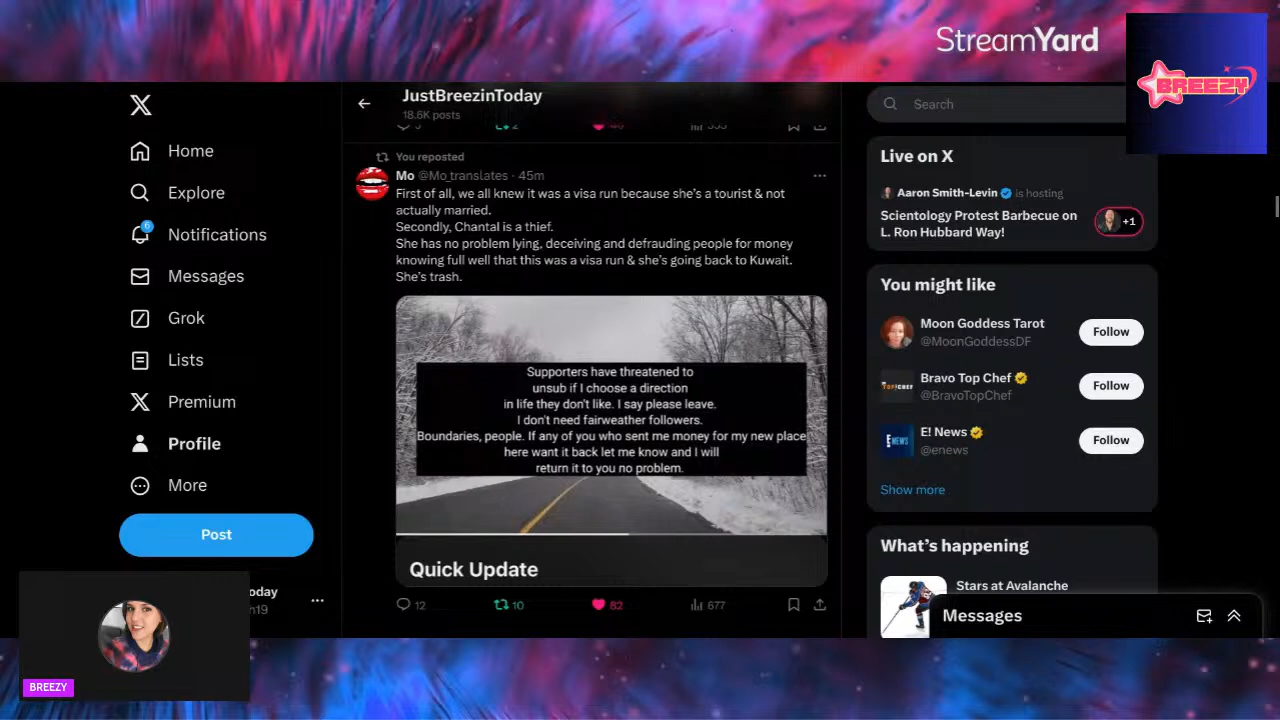 StreamYard
BREEZY
JustBreezinToday
18.6K posts
Search
Home
Explore
6
Notifications
Messages
Grok
Lists
Premium
Profile
More
Post
You reposted
Mo @Mo_translates · 45m
First of all, we all knew it was a visa run because she's a tourist & not
actually married.
Secondly, Chantal is a thief.
She has no problem lying, deceiving and defrauding people for money
knowing full well that this was a visa run & she's going back to Kuwait.
She's trash.
Supporters have threatened to
unsub if I choose a direction
in life they don't like. I say please leave.
I don't need fairweather followers.
Boundaries, people. If any of you who sent me money for my new place
here want it back let me know and I will
return it to you no problem.
Quick Update
12
10
82
677
Live on X
Aaron Smith-Levin is hosting
Scientology Protest Barbecue on
L. Ron Hubbard Way!
+1
You might like
Moon Goddess Tarot
@MoonGoddessDF
Follow
Bravo Top Chef
@BravoTopChef
Follow
E! News
@enews
Follow
Show more
What's happening
Stars at Avalanche
Messages
oday
n19
BREEZY